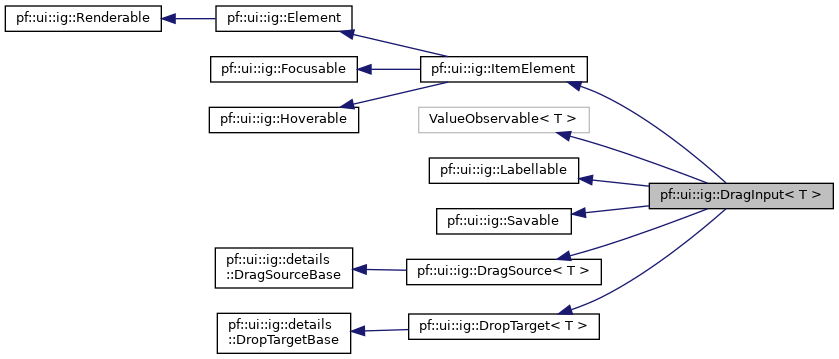 pf::ui::ig::Renderable
pf::ui::ig::Element
pf::ui::ig::Focusable
pf::ui::ig::ItemElement
pf::ui::ig::Hoverable
ValueObservable< T >
pf::ui::ig::Labellable
pf::ui::ig::DragInput< T >
pf::ui::ig::Savable
pf::ui::ig::details
::DragSourceBase
pf::ui::ig::DragSource< T >
pf::ui::ig::details
::DropTargetBase
pf::ui::ig::DropTarget< T >